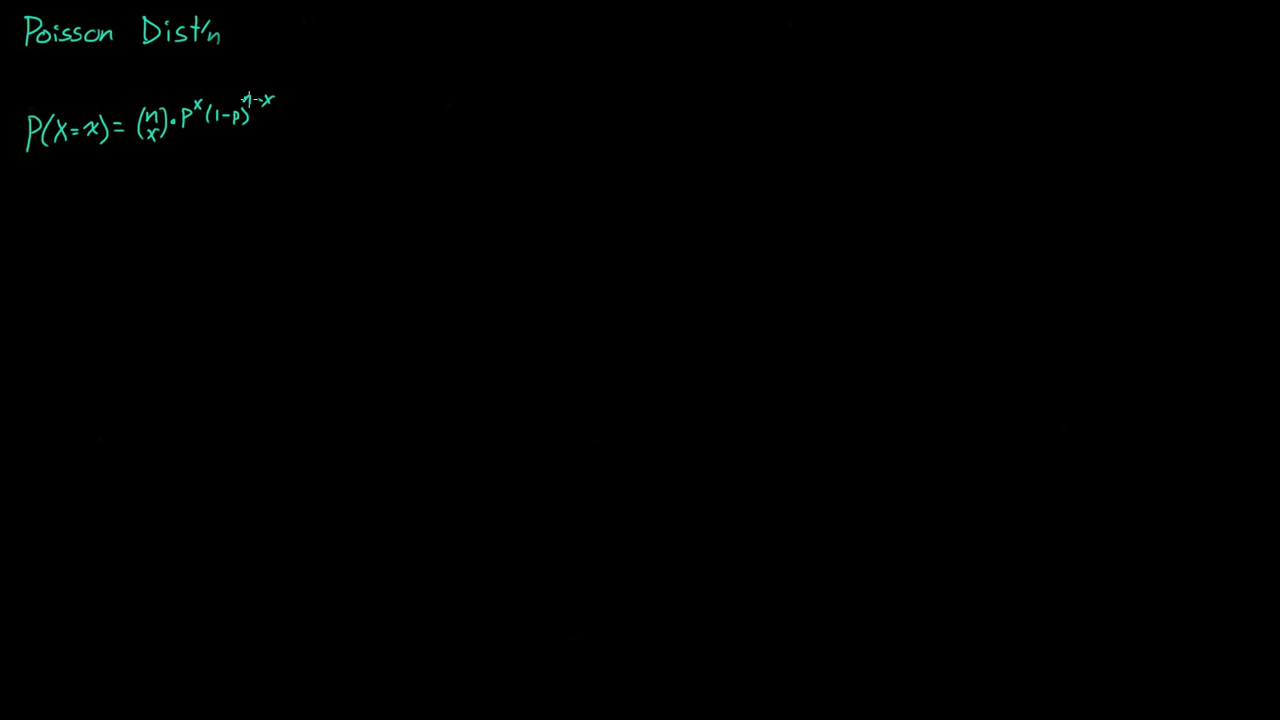 Poisson Dist'n
P(X=x) = (n x) · p^x (1-p)^n-x